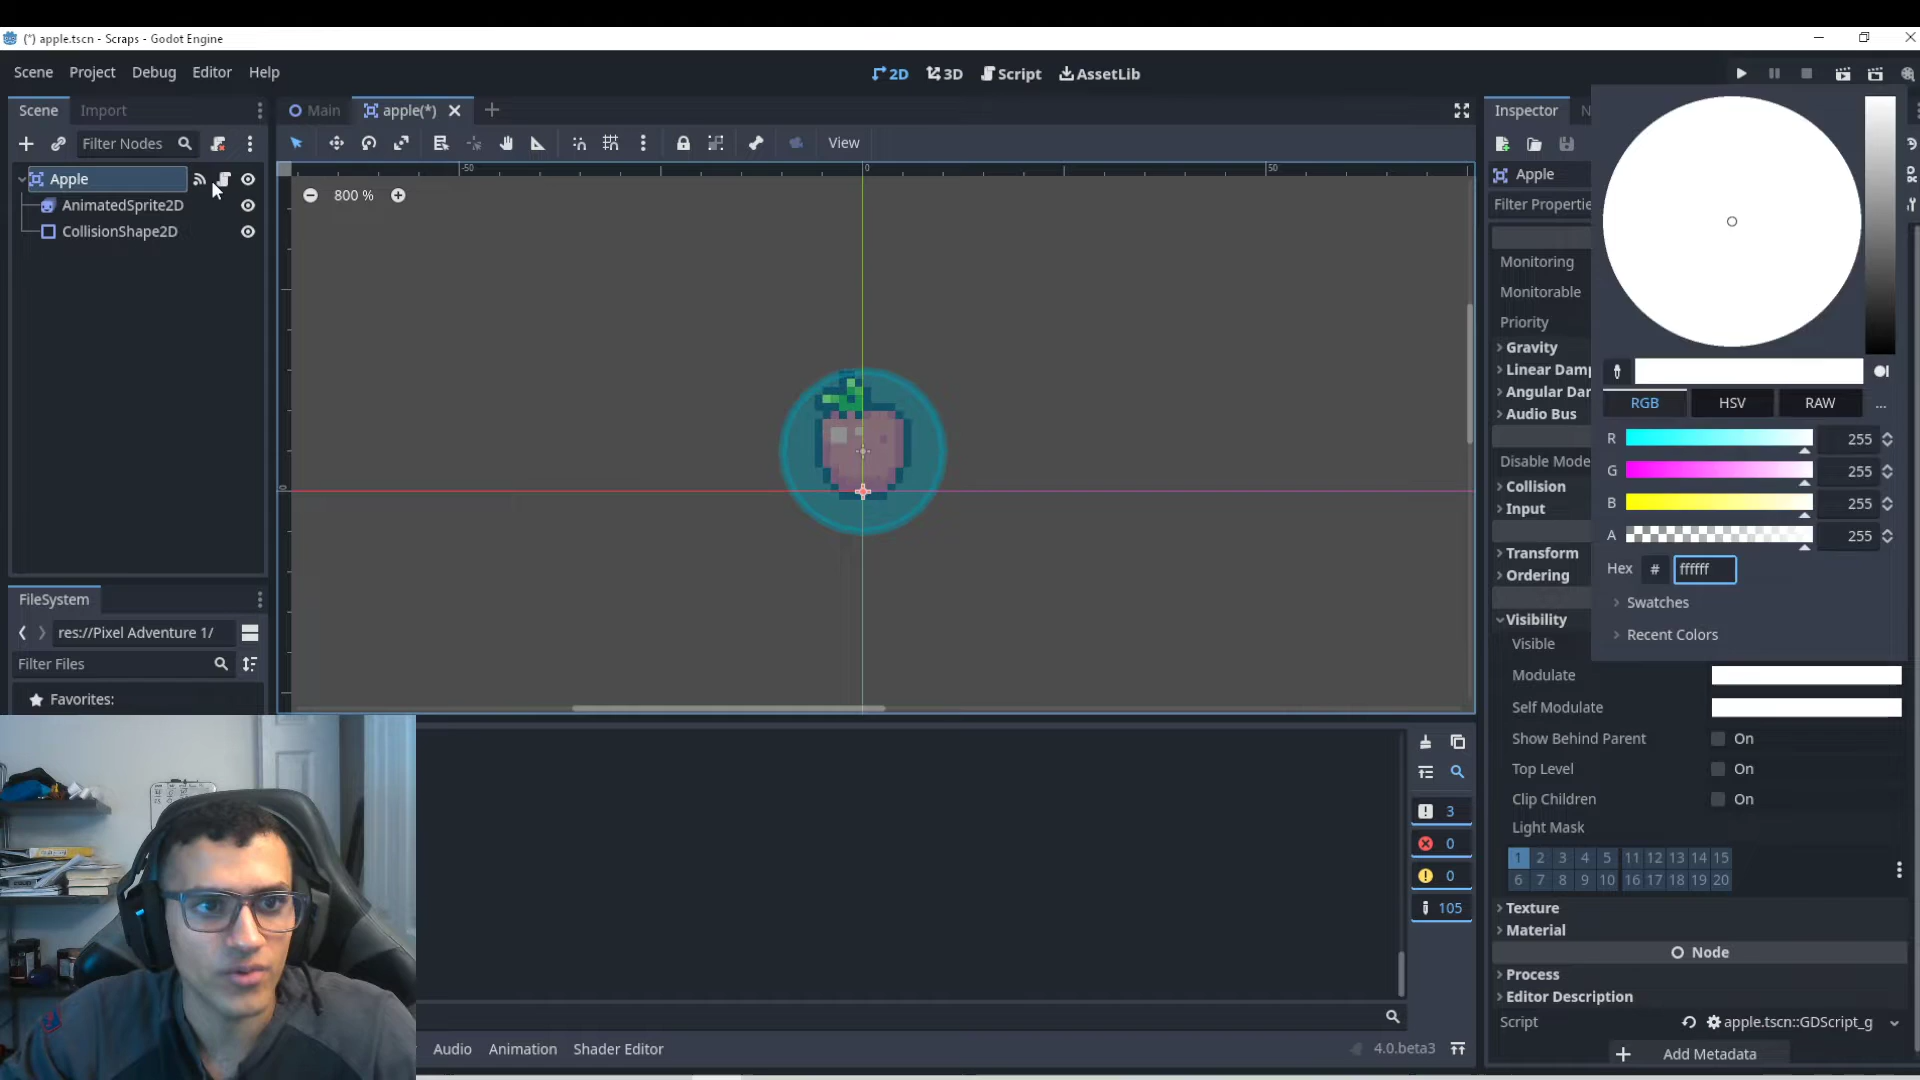 (*) apple.tscn - Scraps - Godot Engine
Scene Project Debug Editor Help
2D 3D Script AssetLib
Scene Import
Main apple(*)
Inspector N
Filter Nodes
View
Apple
AnimatedSprite2D
CollisionShape2D
-50 0 50
800 %
0
FileSystem
res://Pixel Adventure 1/
Filter Files
Favorites:
3
0
0
105
Audio Animation Shader Editor
4.0.beta3
Apple
Filter Propertie
Monitoring
Monitorable
Priority
Gravity
Linear Damp
Angular Dar
Audio Bus
Disable Mode
Collision
Input
Transform
Ordering
Visibility
Visible
Modulate
Self Modulate
Show Behind Parent On
Top Level On
Clip Children On
Light Mask
1 2 3 4 5 11 12 13 14 15
6 7 8 9 10 16 17 18 19 20
Texture
Material
Node
Process
Editor Description
Script apple.tscn::GDScript_g
Add Metadata
RGB HSV RAW ...
R 255
G 255
B 255
A 255
Hex # ffffff
Swatches
Recent Colors